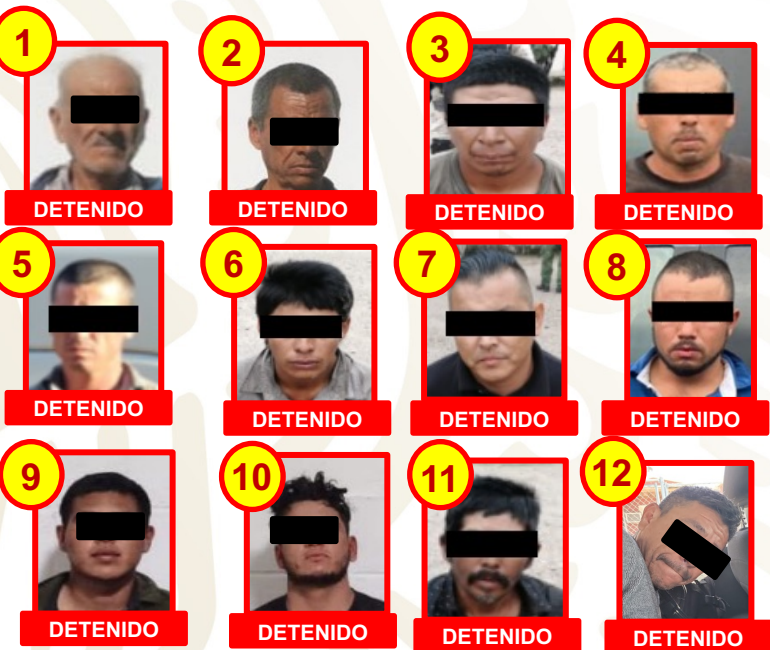 1
DETENIDO
2
DETENIDO
3
DETENIDO
4
DETENIDO
5
DETENIDO
6
DETENIDO
7
DETENIDO
8
DETENIDO
9
DETENIDO
10
DETENIDO
11
DETENIDO
12
DETENIDO